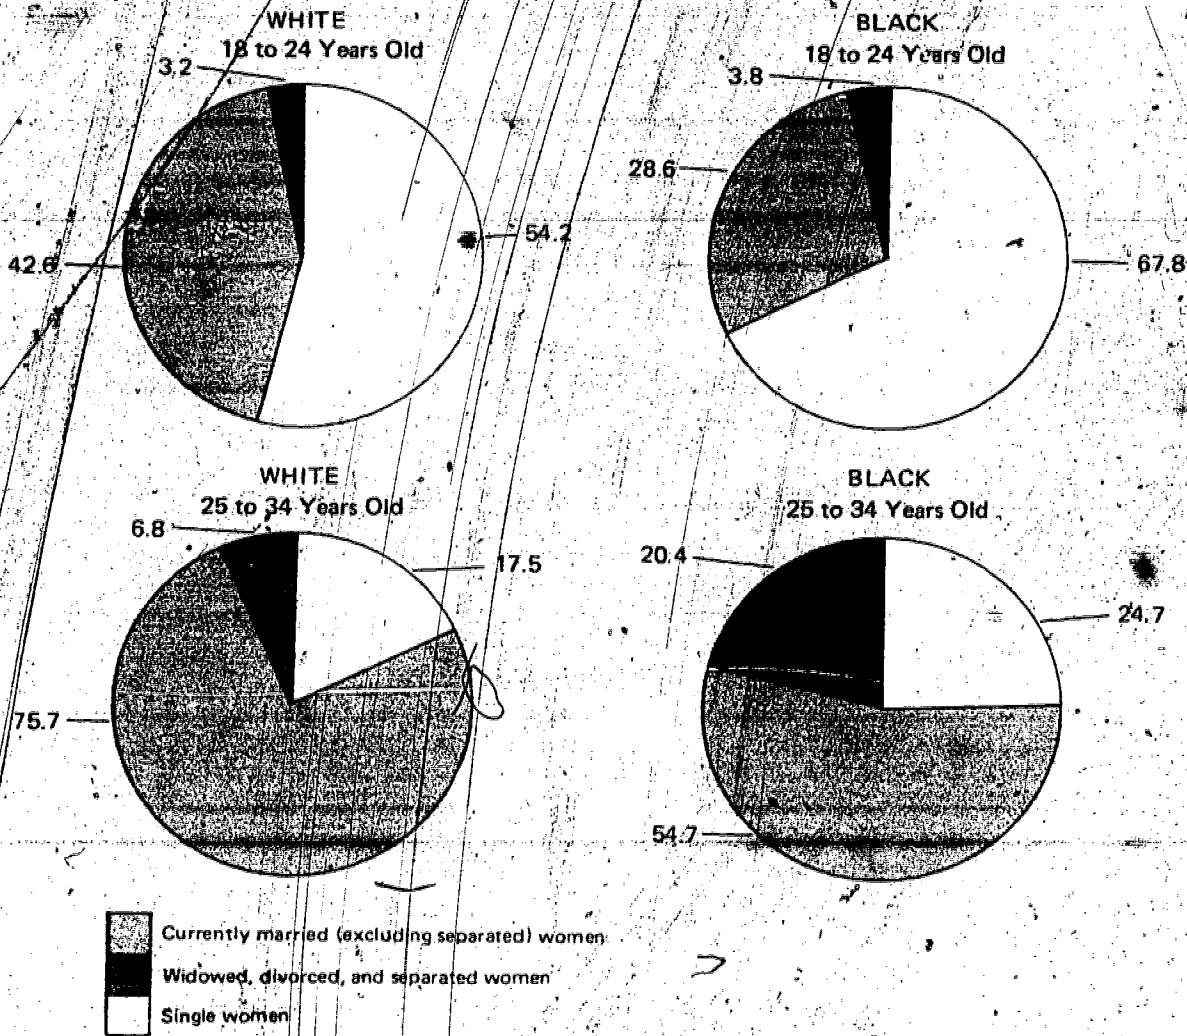 WHITE
18 to 24 Years Old
3.2
42.6
54.2
BLACK
18 to 24 Years Old
3.8
28.6
67.8
WHITE
25 to 34 Years Old
6.8
17.5
75.7
BLACK
25 to 34 Years Old
20.4
24.7
54.7
Currently married (excluding separated) women
Widowed, divorced, and separated women
Single women